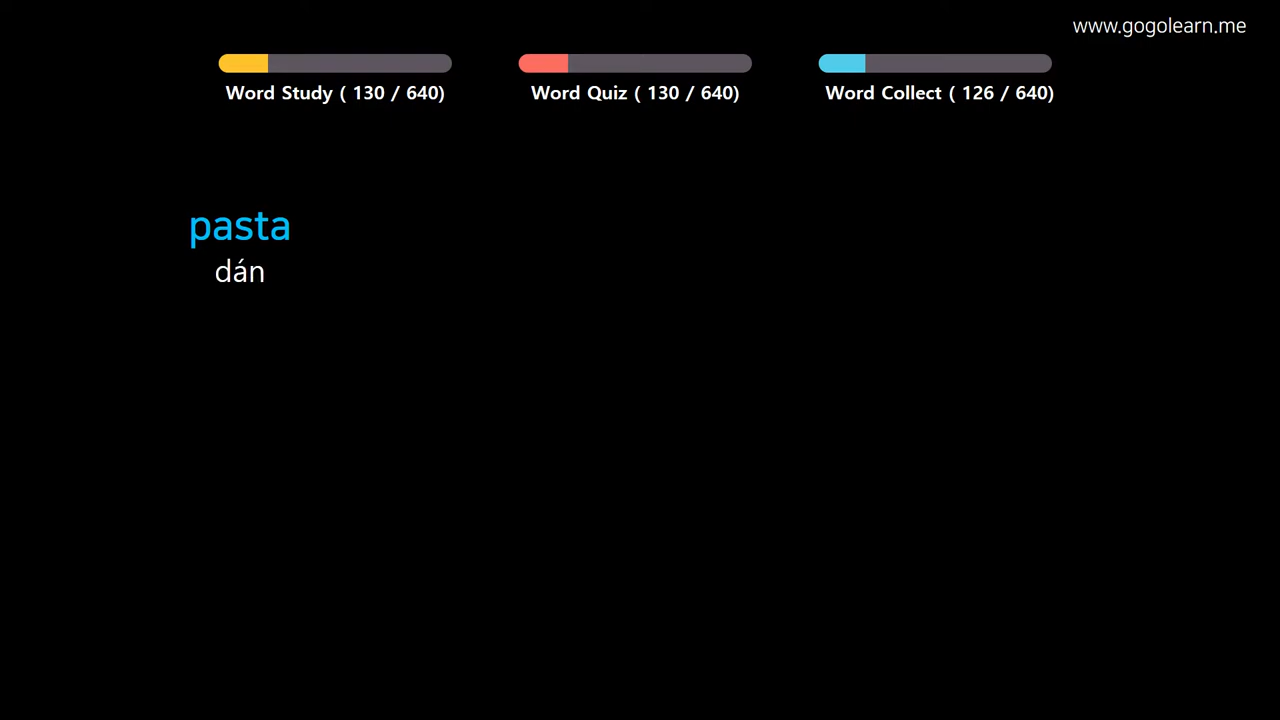 www.gogolearn.me
Word Study ( 130 / 640)
Word Quiz ( 130 / 640)
Word Collect ( 126 / 640)
pasta
dán